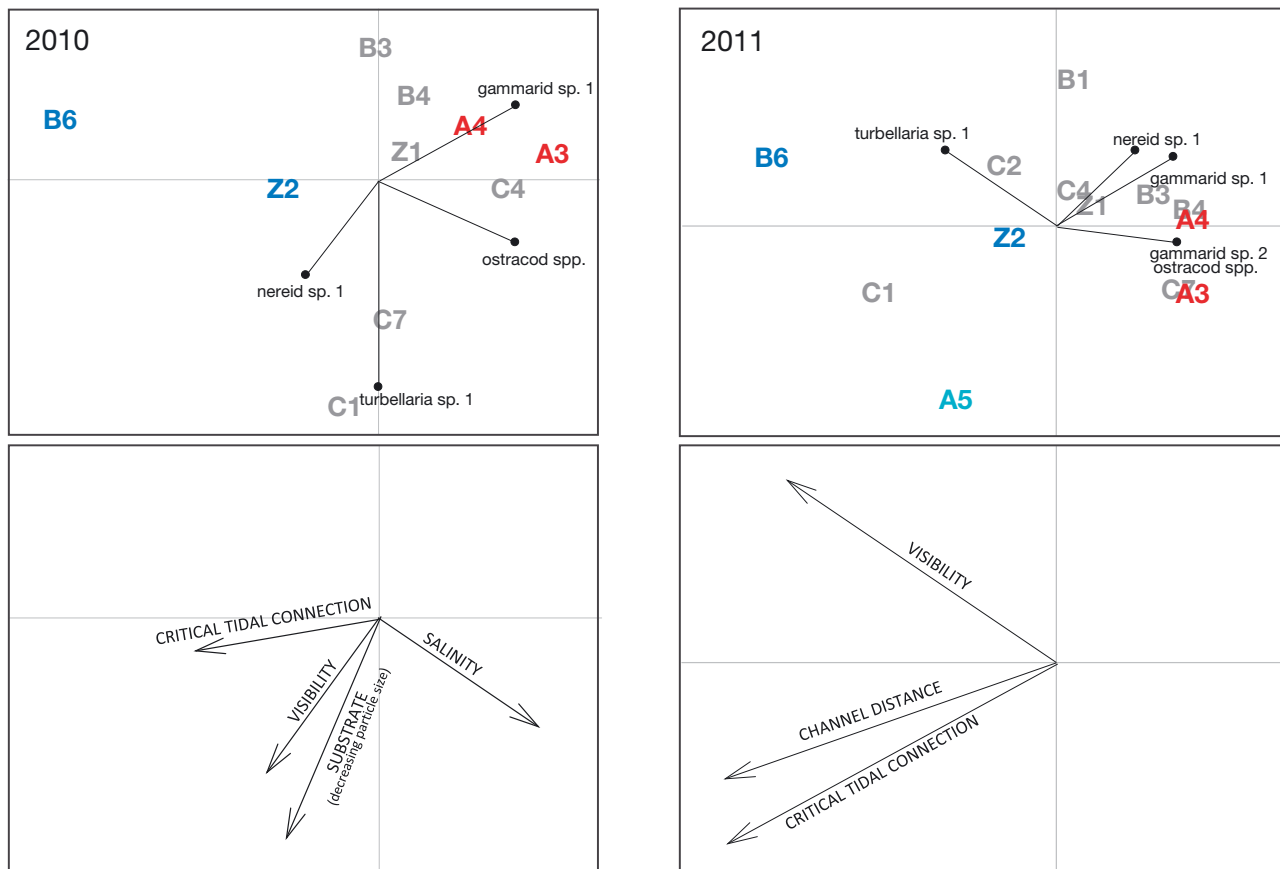 2010
B3
B4
gammarid sp. 1
A4
B6
Z1
A3
Z2
C4
ostracod spp.
nereid sp. 1
C7
C1
turbellaria sp. 1
2011
B1
turbellaria sp. 1
nereid sp. 1
B6
C2
gammarid sp. 1
C4
Z1
B3
B4
A4
Z2
gammarid sp. 2
ostracod spp.
C1
C7
A3
A5
CRITICAL TIDAL CONNECTION
VISIBILITY
SUBSTRATE
(decreasing particle size)
SALINITY
VISIBILITY
CHANNEL DISTANCE
CRITICAL TIDAL CONNECTION